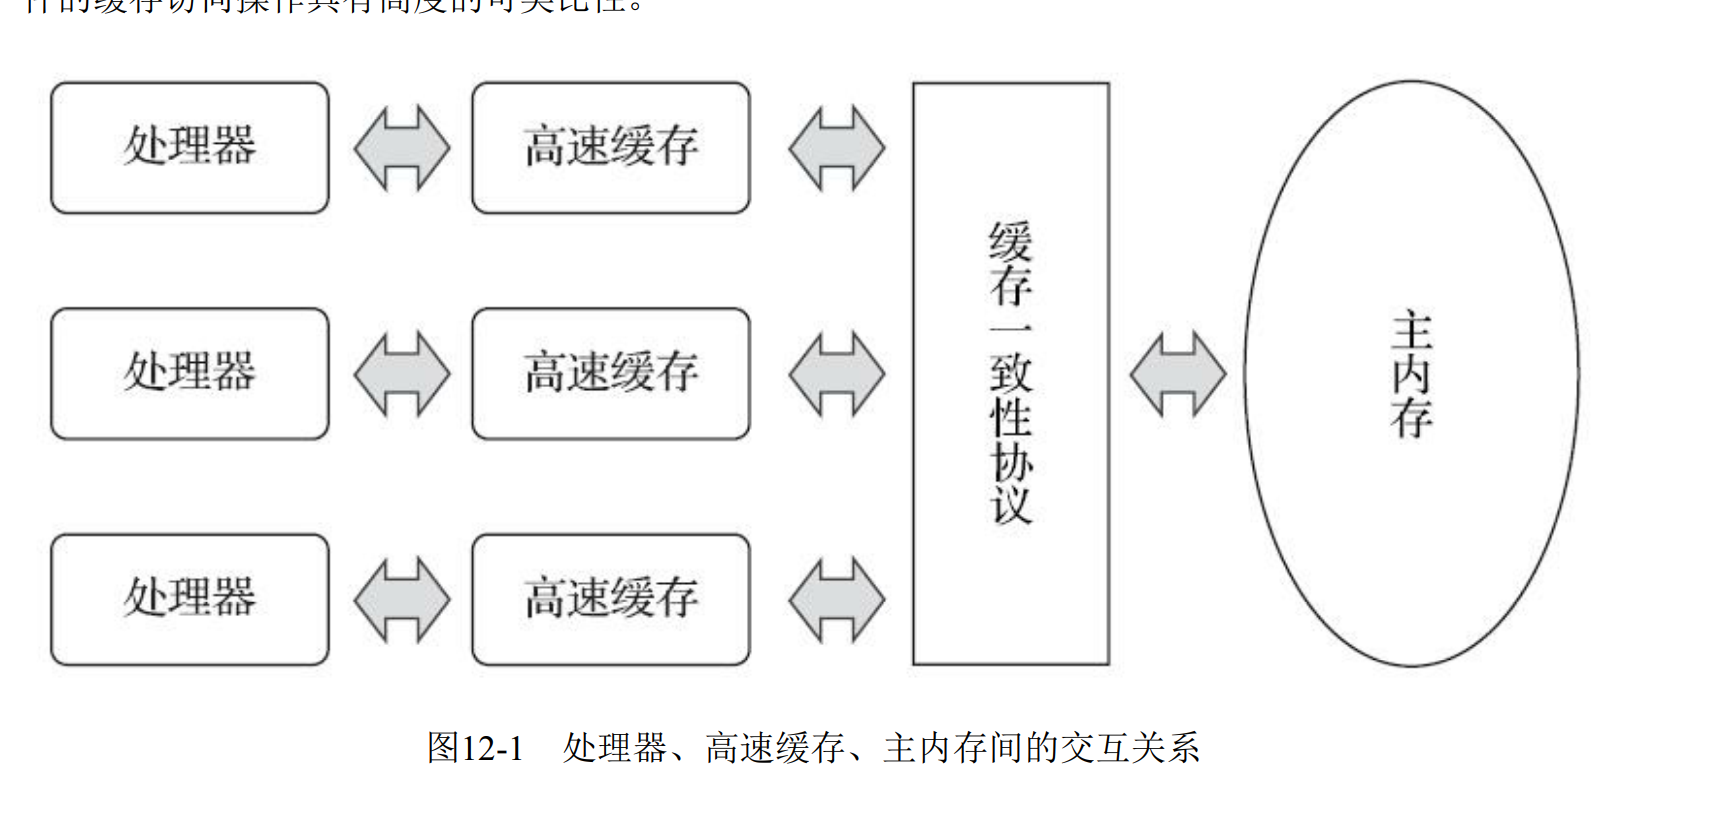 件的缓存访问操作具有高度的可类比性。
处理器
高速缓存
处理器
高速缓存
处理器
高速缓存
缓存一致性协议
主内存
图12-1 处理器、高速缓存、主内存间的交互关系